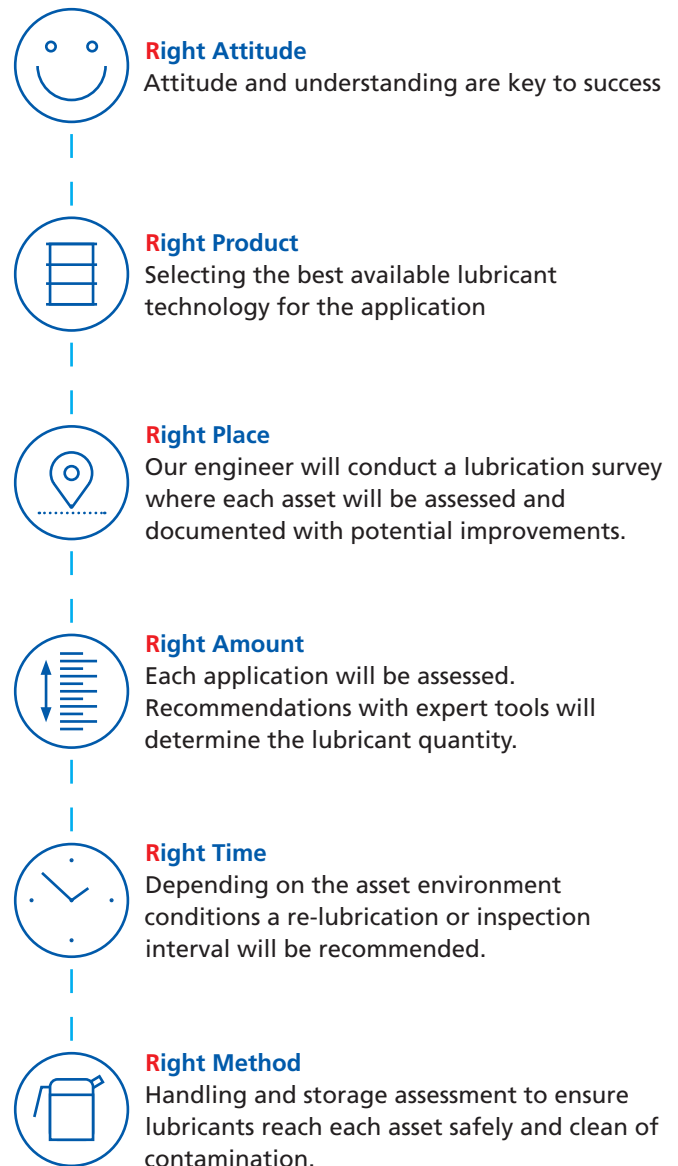 Right Attitude
Attitude and understanding are key to success
Right Product
Selecting the best available lubricant
technology for the application
Right Place
Our engineer will conduct a lubrication survey
where each asset will be assessed and
documented with potential improvements.
Right Amount
Each application will be assessed.
Recommendations with expert tools will
determine the lubricant quantity.
Right Time
Depending on the asset environment
conditions a re-lubrication or inspection
interval will be recommended.
Right Method
Handling and storage assessment to ensure
lubricants reach each asset safely and clean of
contamination.